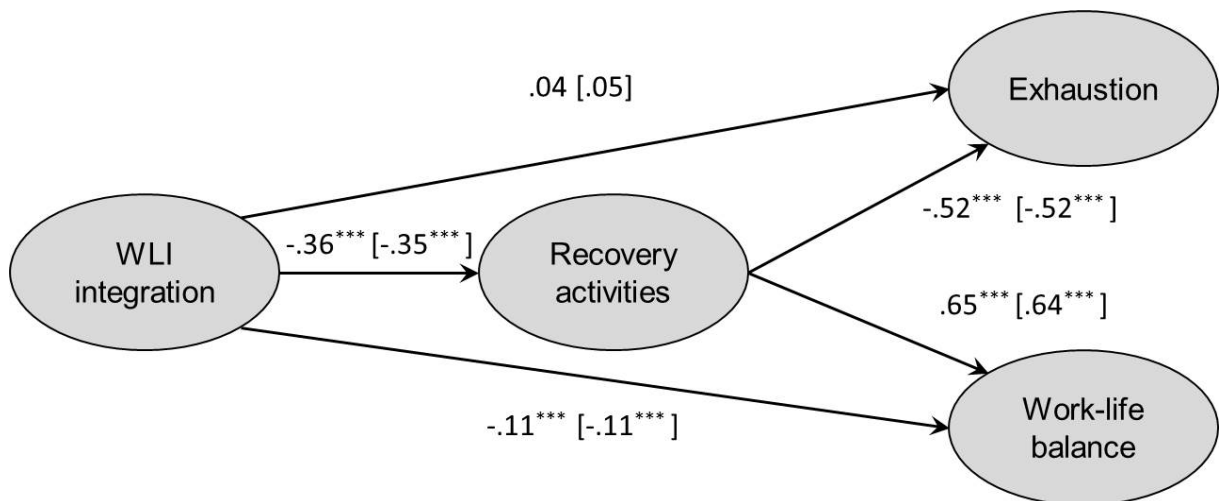 .04 [.05]
Exhaustion
-.52*** [-.52***]
-.36*** [-.35***]
WLI
integration
Recovery
activities
.65*** [.64***]
-.11*** [-.11***]
Work-life
balance